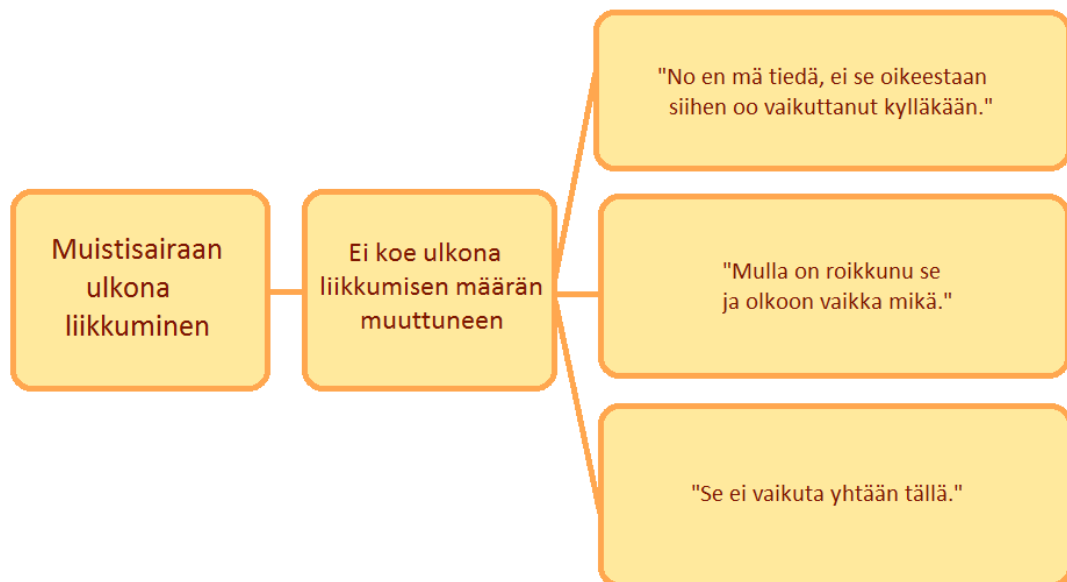 Muistisairaan
ulkona
liikkuminen
Ei koe ulkona
liikkumisen määrän
muuttuneen
"No en mä tiedä, ei se oikeestaan
siihen oo vaikuttanut kylläkään."
"Mulla on roikkunu se
ja olkoon vaikka mikä."
"Se ei vaikuta yhtään tällä."